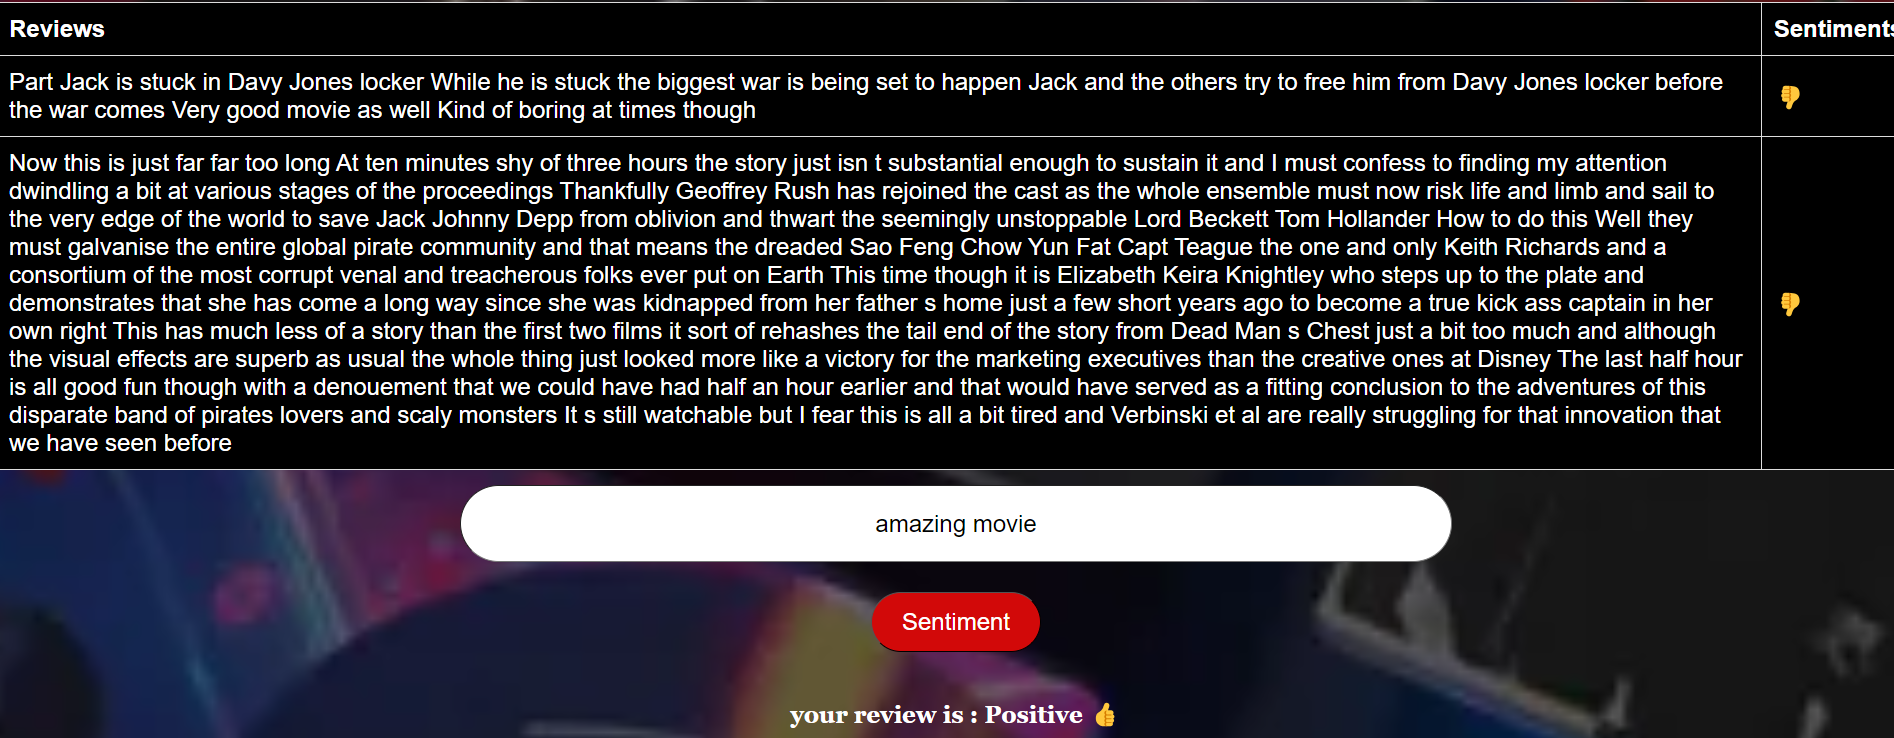 Reviews
Sentiments
Part Jack is stuck in Davy Jones locker While he is stuck the biggest war is being set to happen Jack and the others try to free him from Davy Jones locker before
the war comes Very good movie as well Kind of boring at times though
👎
Now this is just far far too long At ten minutes shy of three hours the story just isn t substantial enough to sustain it and I must confess to finding my attention
dwindling a bit at various stages of the proceedings Thankfully Geoffrey Rush has rejoined the cast as the whole ensemble must now risk life and limb and sail to
the very edge of the world to save Jack Johnny Depp from oblivion and thwart the seemingly unstoppable Lord Beckett Tom Hollander How to do this Well they
must galvanise the entire global pirate community and that means the dreaded Sao Feng Chow Yun Fat Capt Teague the one and only Keith Richards and a
consortium of the most corrupt venal and treacherous folks ever put on Earth This time though it is Elizabeth Keira Knightley who steps up to the plate and
demonstrates that she has come a long way since she was kidnapped from her father s home just a few short years ago to become a true kick ass captain in her
own right This has much less of a story than the first two films it sort of rehashes the tail end of the story from Dead Man s Chest just a bit too much and although
the visual effects are superb as usual the whole thing just looked more like a victory for the marketing executives than the creative ones at Disney The last half hour
is all good fun though with a denouement that we could have had half an hour earlier and that would have served as a fitting conclusion to the adventures of this
disparate band of pirates lovers and scaly monsters It s still watchable but I fear this is all a bit tired and Verbinski et al are really struggling for that innovation that
we have seen before
👎
amazing movie
Sentiment
your review is : Positive 👍